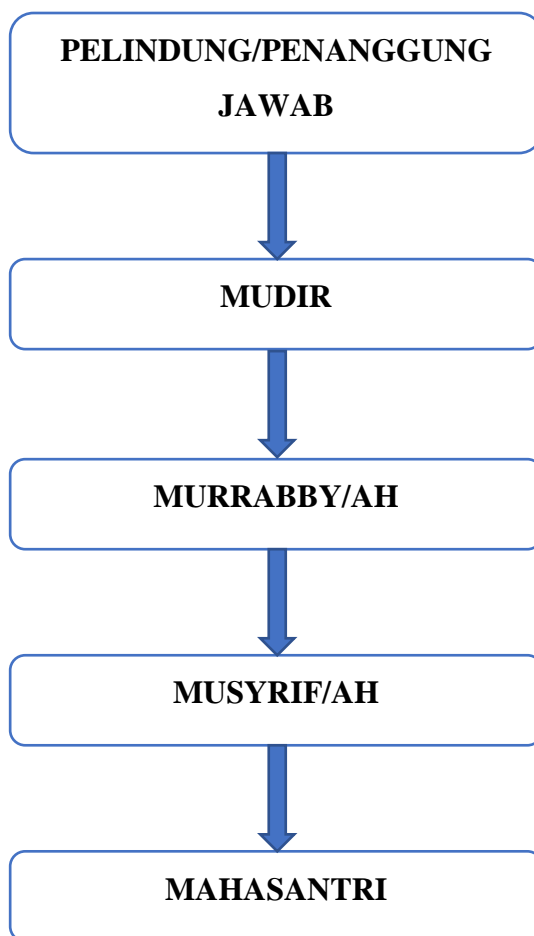 PELINDUNG/PENANGGUNG
JAWAB
MUDIR
MURRABBY/AH
MUSYRIF/AH
MAHASANTRI